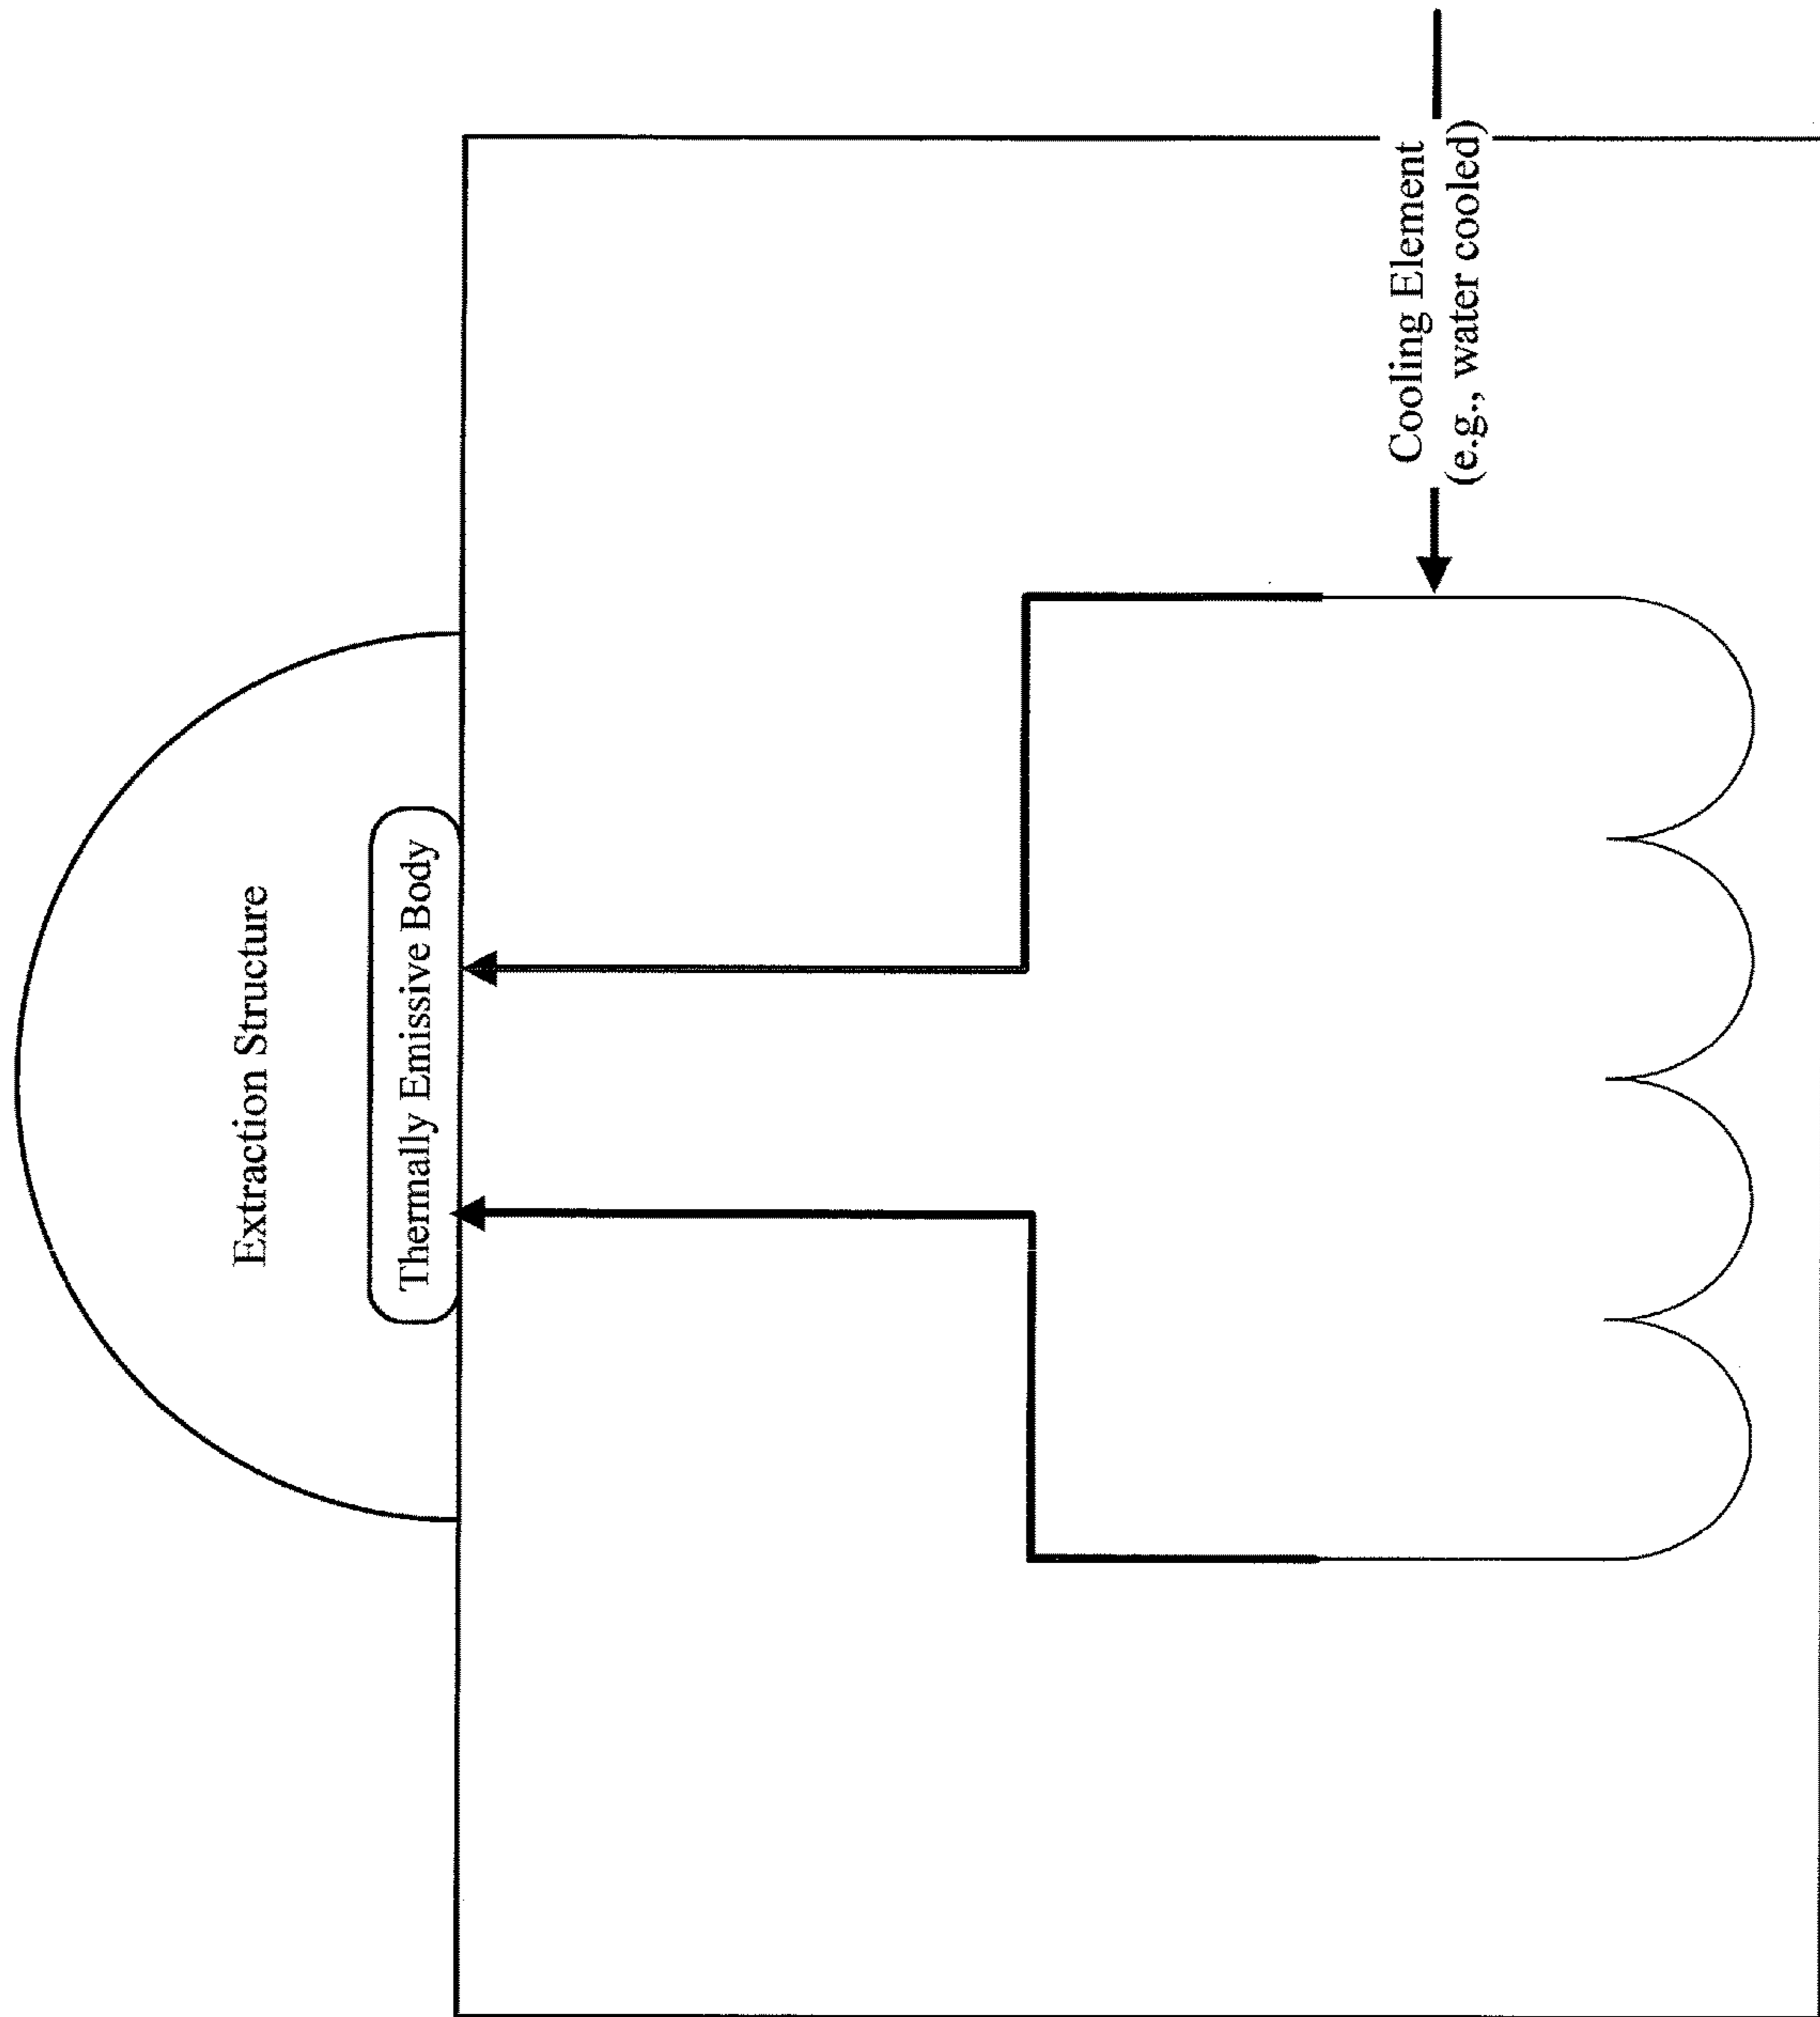 Extraction Structure
Thermally Emissive Body
Cooling Element
(e.g., water cooled)